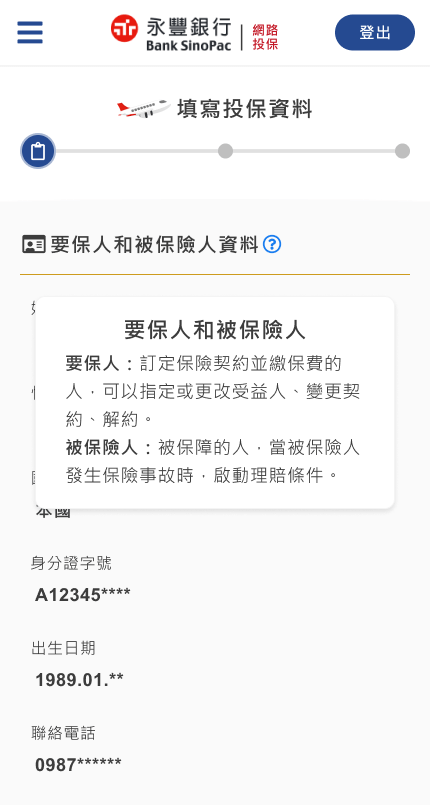 永豐銀行
Bank SinoPac
網路
投保
登出
填寫投保資料
要保人和被保險人資料
要保人和被保險人
要保人：訂定保險契約並繳保費的
人，可以指定或更改受益人、變更契
約、解約。
被保險人：被保障的人，當被保險人
發生保險事故時，啟動理賠條件。
本國
身分證字號
A12345****
出生日期
1989.01.**
聯絡電話
0987******